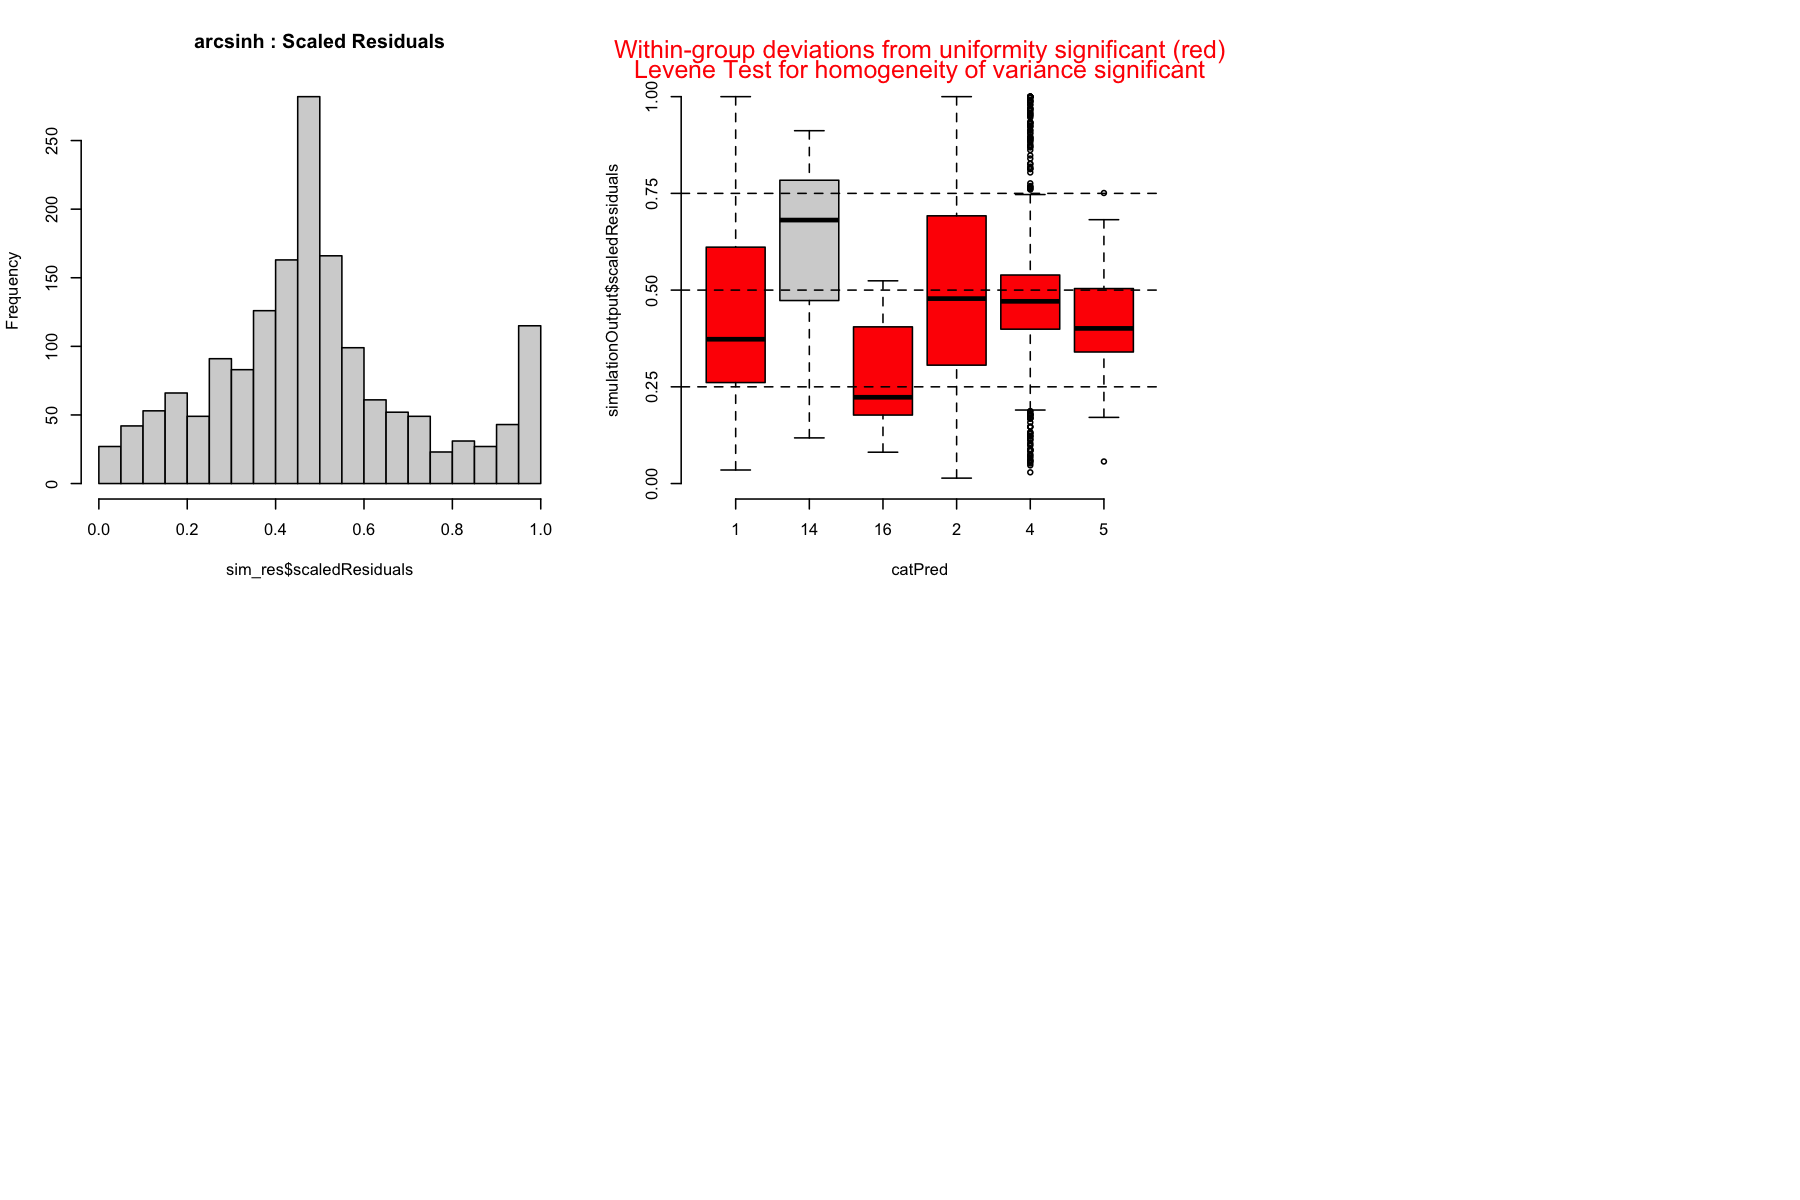 arcsinh : Scaled Residuals
Frequency
0
50
100
150
200
250
0.0 0.2 0.4 0.6 0.8 1.0
sim_res$scaledResiduals
Within-group deviations from uniformity significant (red)
Levene Test for homogeneity of variance significant
simulationOutput$scaledResiduals
0.00
0.25
0.50
0.75
1.00
1 14 16 2 4 5
catPred